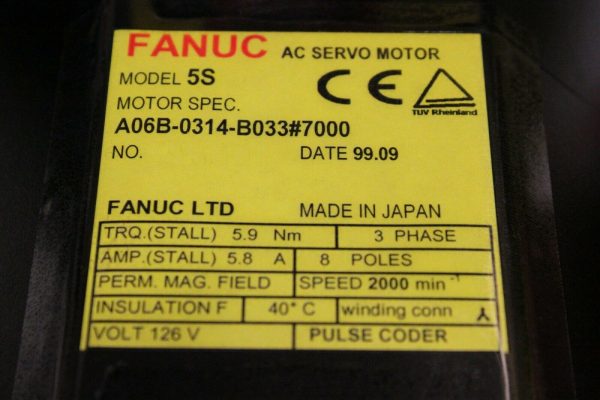 FANUC AC SERVO MOTOR
MODEL 5S
MOTOR SPEC.
CE
TUV Rheinland
A06B-0314-B033#7000
NO. DATE 99.09
FANUC LTD MADE IN JAPAN
TRQ.(STALL) 5.9 Nm 3 PHASE
AMP.(STALL) 5.8 A 8 POLES
PERM. MAG. FIELD SPEED 2000 min⁻¹
INSULATION F 40° C winding conn
VOLT 126 V PULSE CODER